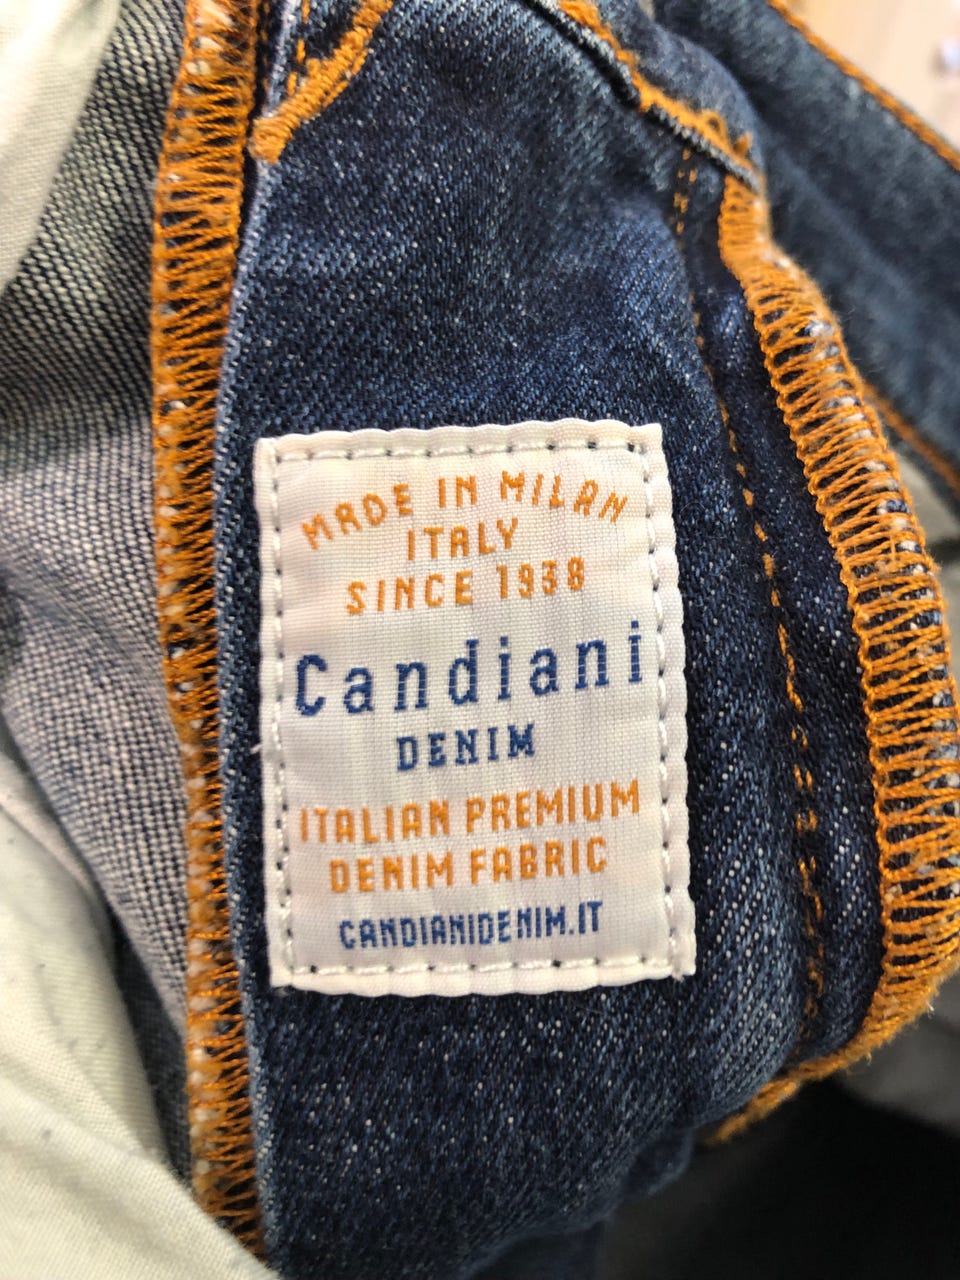 MADE IN MILAN
ITALY
SINCE 1938
Candiani
DENIM
ITALIAN PREMIUM
DENIM FABRIC
CANDIANIDENIM.IT